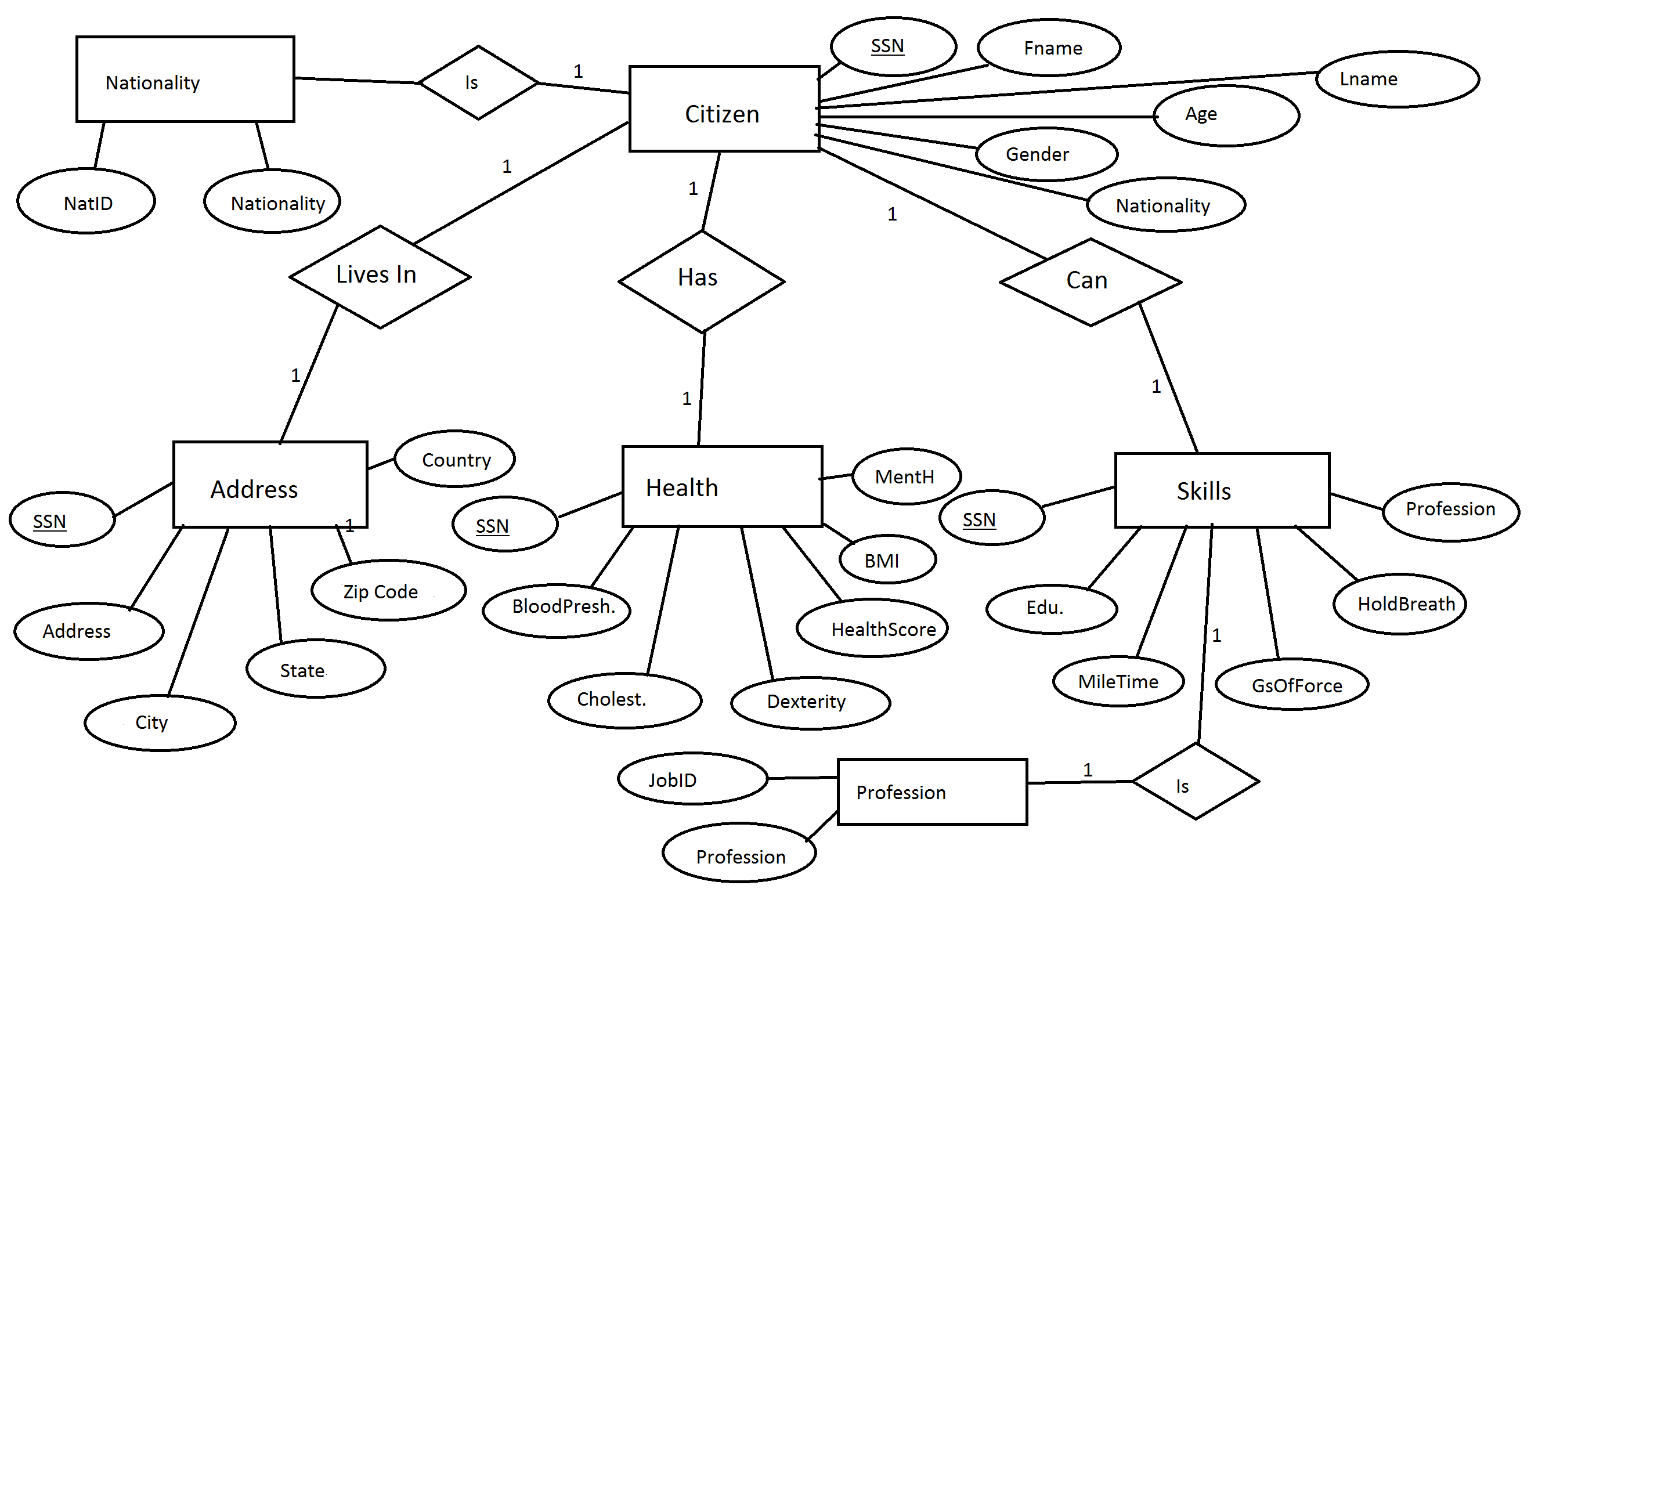 SSN
Fname
Lname
Nationality
Is
1
Citizen
Age
Gender
Nationality
NatID
Nationality
1
1
1
Lives In
Has
Can
1
1
1
Address
Country
SSN
1
Zip Code
Address
State
City
Health
MentH
SSN
BMI
BloodPresh.
HealthScore
Cholest.
Dexterity
Skills
Profession
SSN
Edu.
HoldBreath
1
MileTime
GsOfForce
JobID
Profession
1
Is
Profession